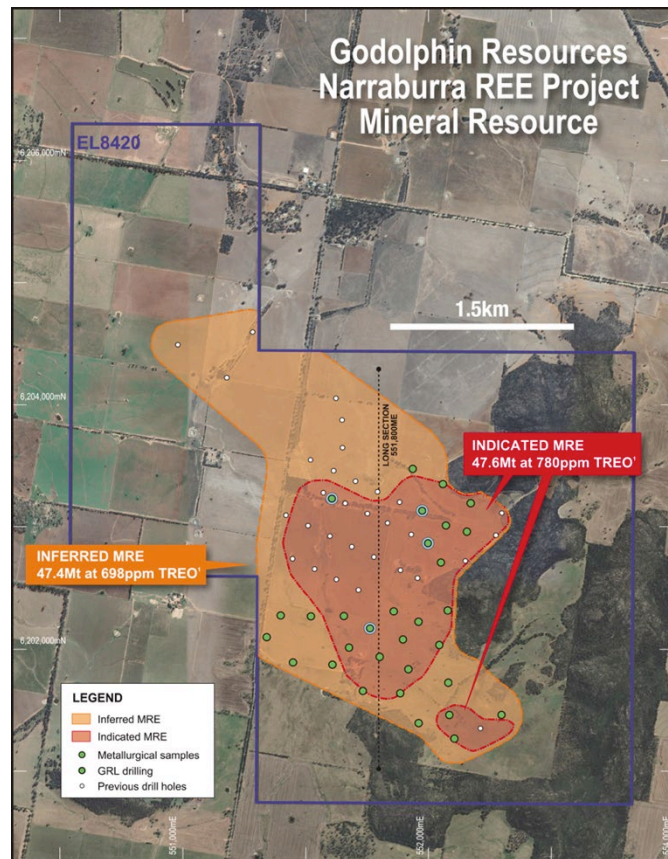 Godolphin Resources
Narraburra REE Project
Mineral Resource
EL8420
6,206,000mN
1.5km
6,204,000mN
LONG SECTION
551,800ME
INDICATED MRE
47.6Mt at 780ppm TREO¹
INFERRED MRE
47.4Mt at 698ppm TREO¹
6,202,000mN
LEGEND
Inferred MRE
Indicated MRE
Metallurgical samples
GRL drilling
Previous drill holes
551,000mE
552,000mE